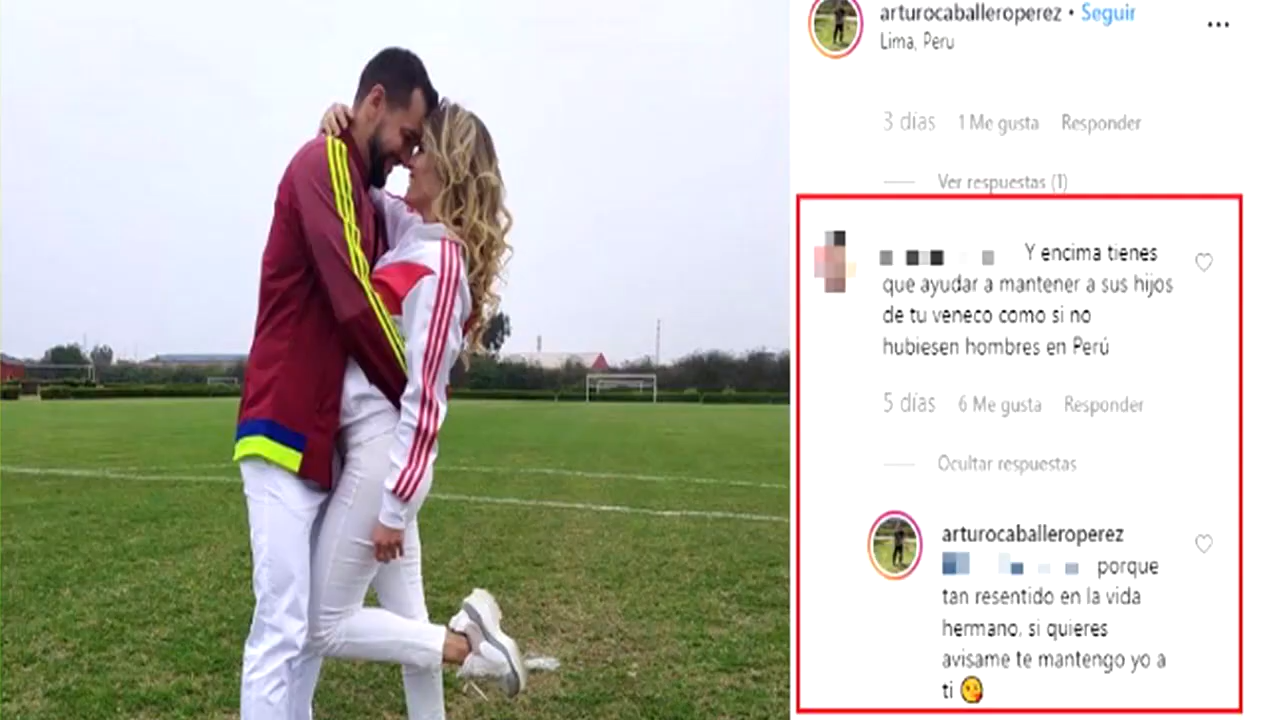 arturocaballeroperez • Seguir
Lima, Peru
3 días 1 Me gusta Responder
Ver respuestas (1)
Y encima tienes
que ayudar a mantener a sus hijos
de tu veneco como si no
hubiesen hombres en Perú
5 días 6 Me gusta Responder
Ocultar respuestas
arturocaballeroperez
porque
tan resentido en la vida
hermano, si quieres
avisame te mantengo yo a
ti 😘